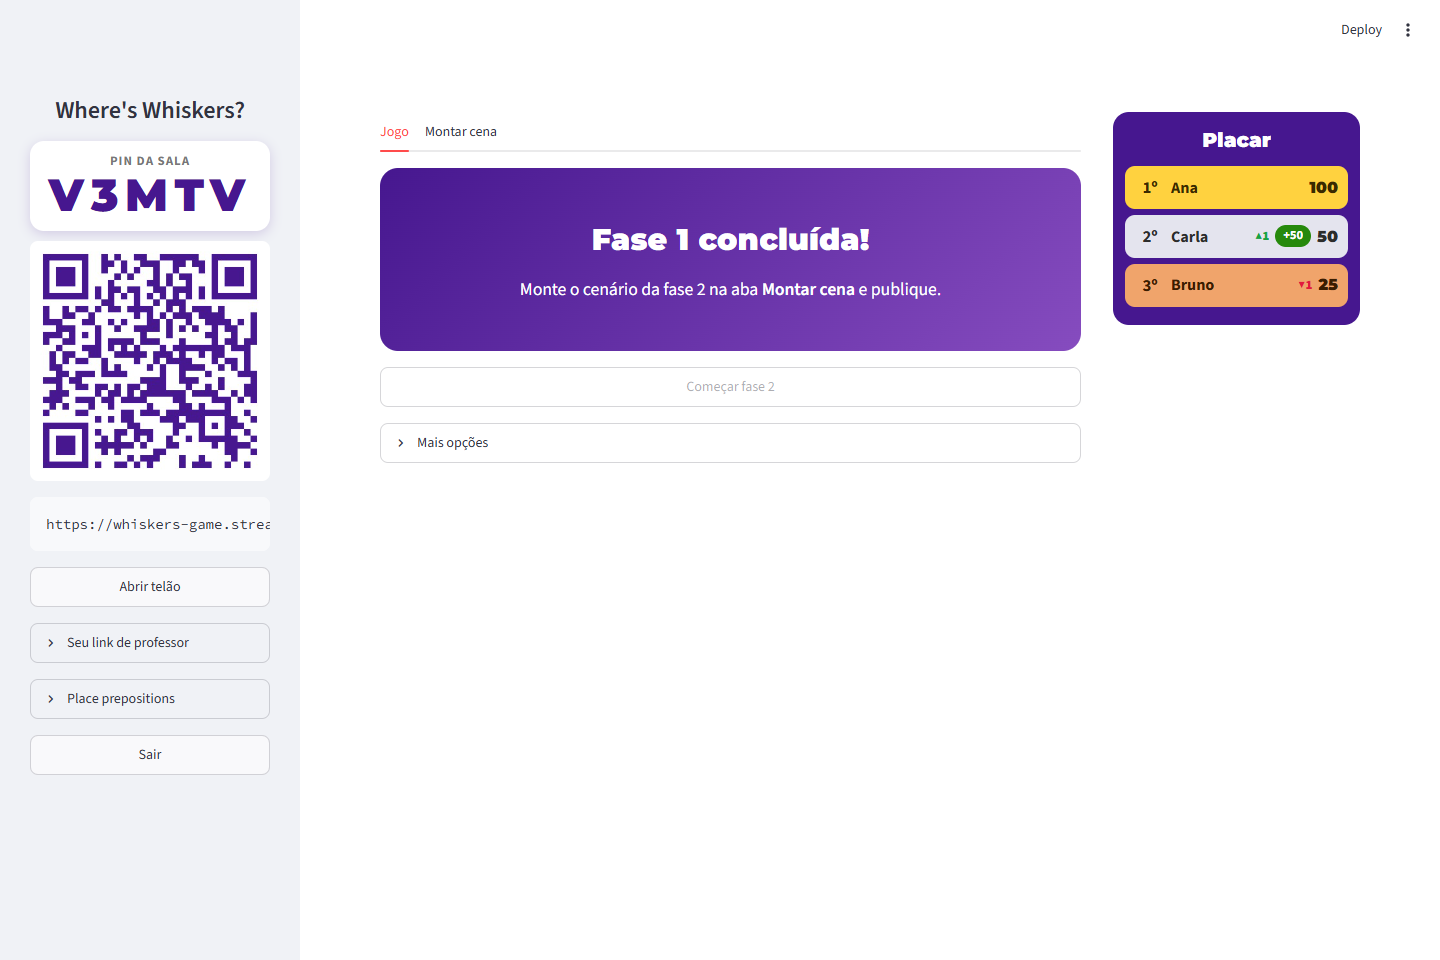 Deploy
Where's Whiskers?
PIN DA SALA
V3MTV
https://whiskers-game.strea
Abrir telão
Seu link de professor
Place prepositions
Sair
Jogo
Montar cena
Fase 1 concluída!
Monte o cenário da fase 2 na aba Montar cena e publique.
Começar fase 2
Mais opções
Placar
1º Ana 100
2º Carla ▲1 +50 50
3º Bruno ▼1 25